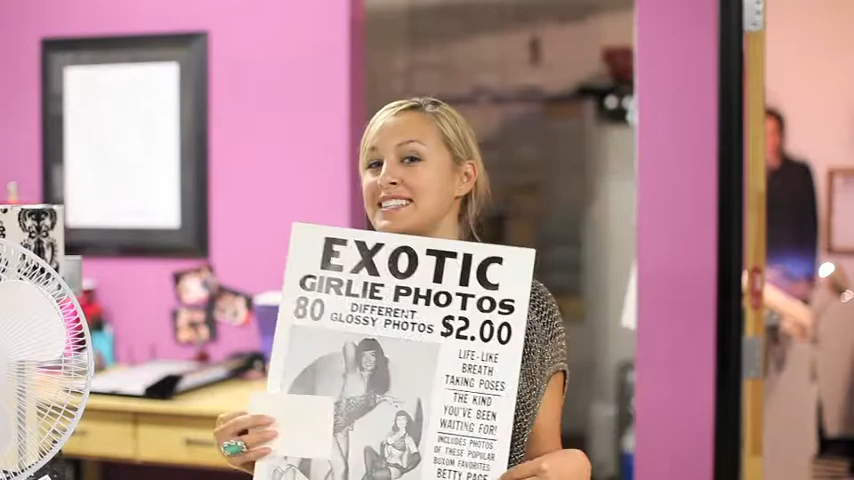 EXOTIC
GIRLIE PHOTOS
80 DIFFERENT GLOSSY PHOTOS $2.00
LIFE-LIKE
BREATH
TAKING POSES
THE KIND
YOU'VE BEEN
WAITING FOR!
INCLUDES PHOTOS
OF THESE POPULAR
BUXOM FAVORITES
BETTY PAGE